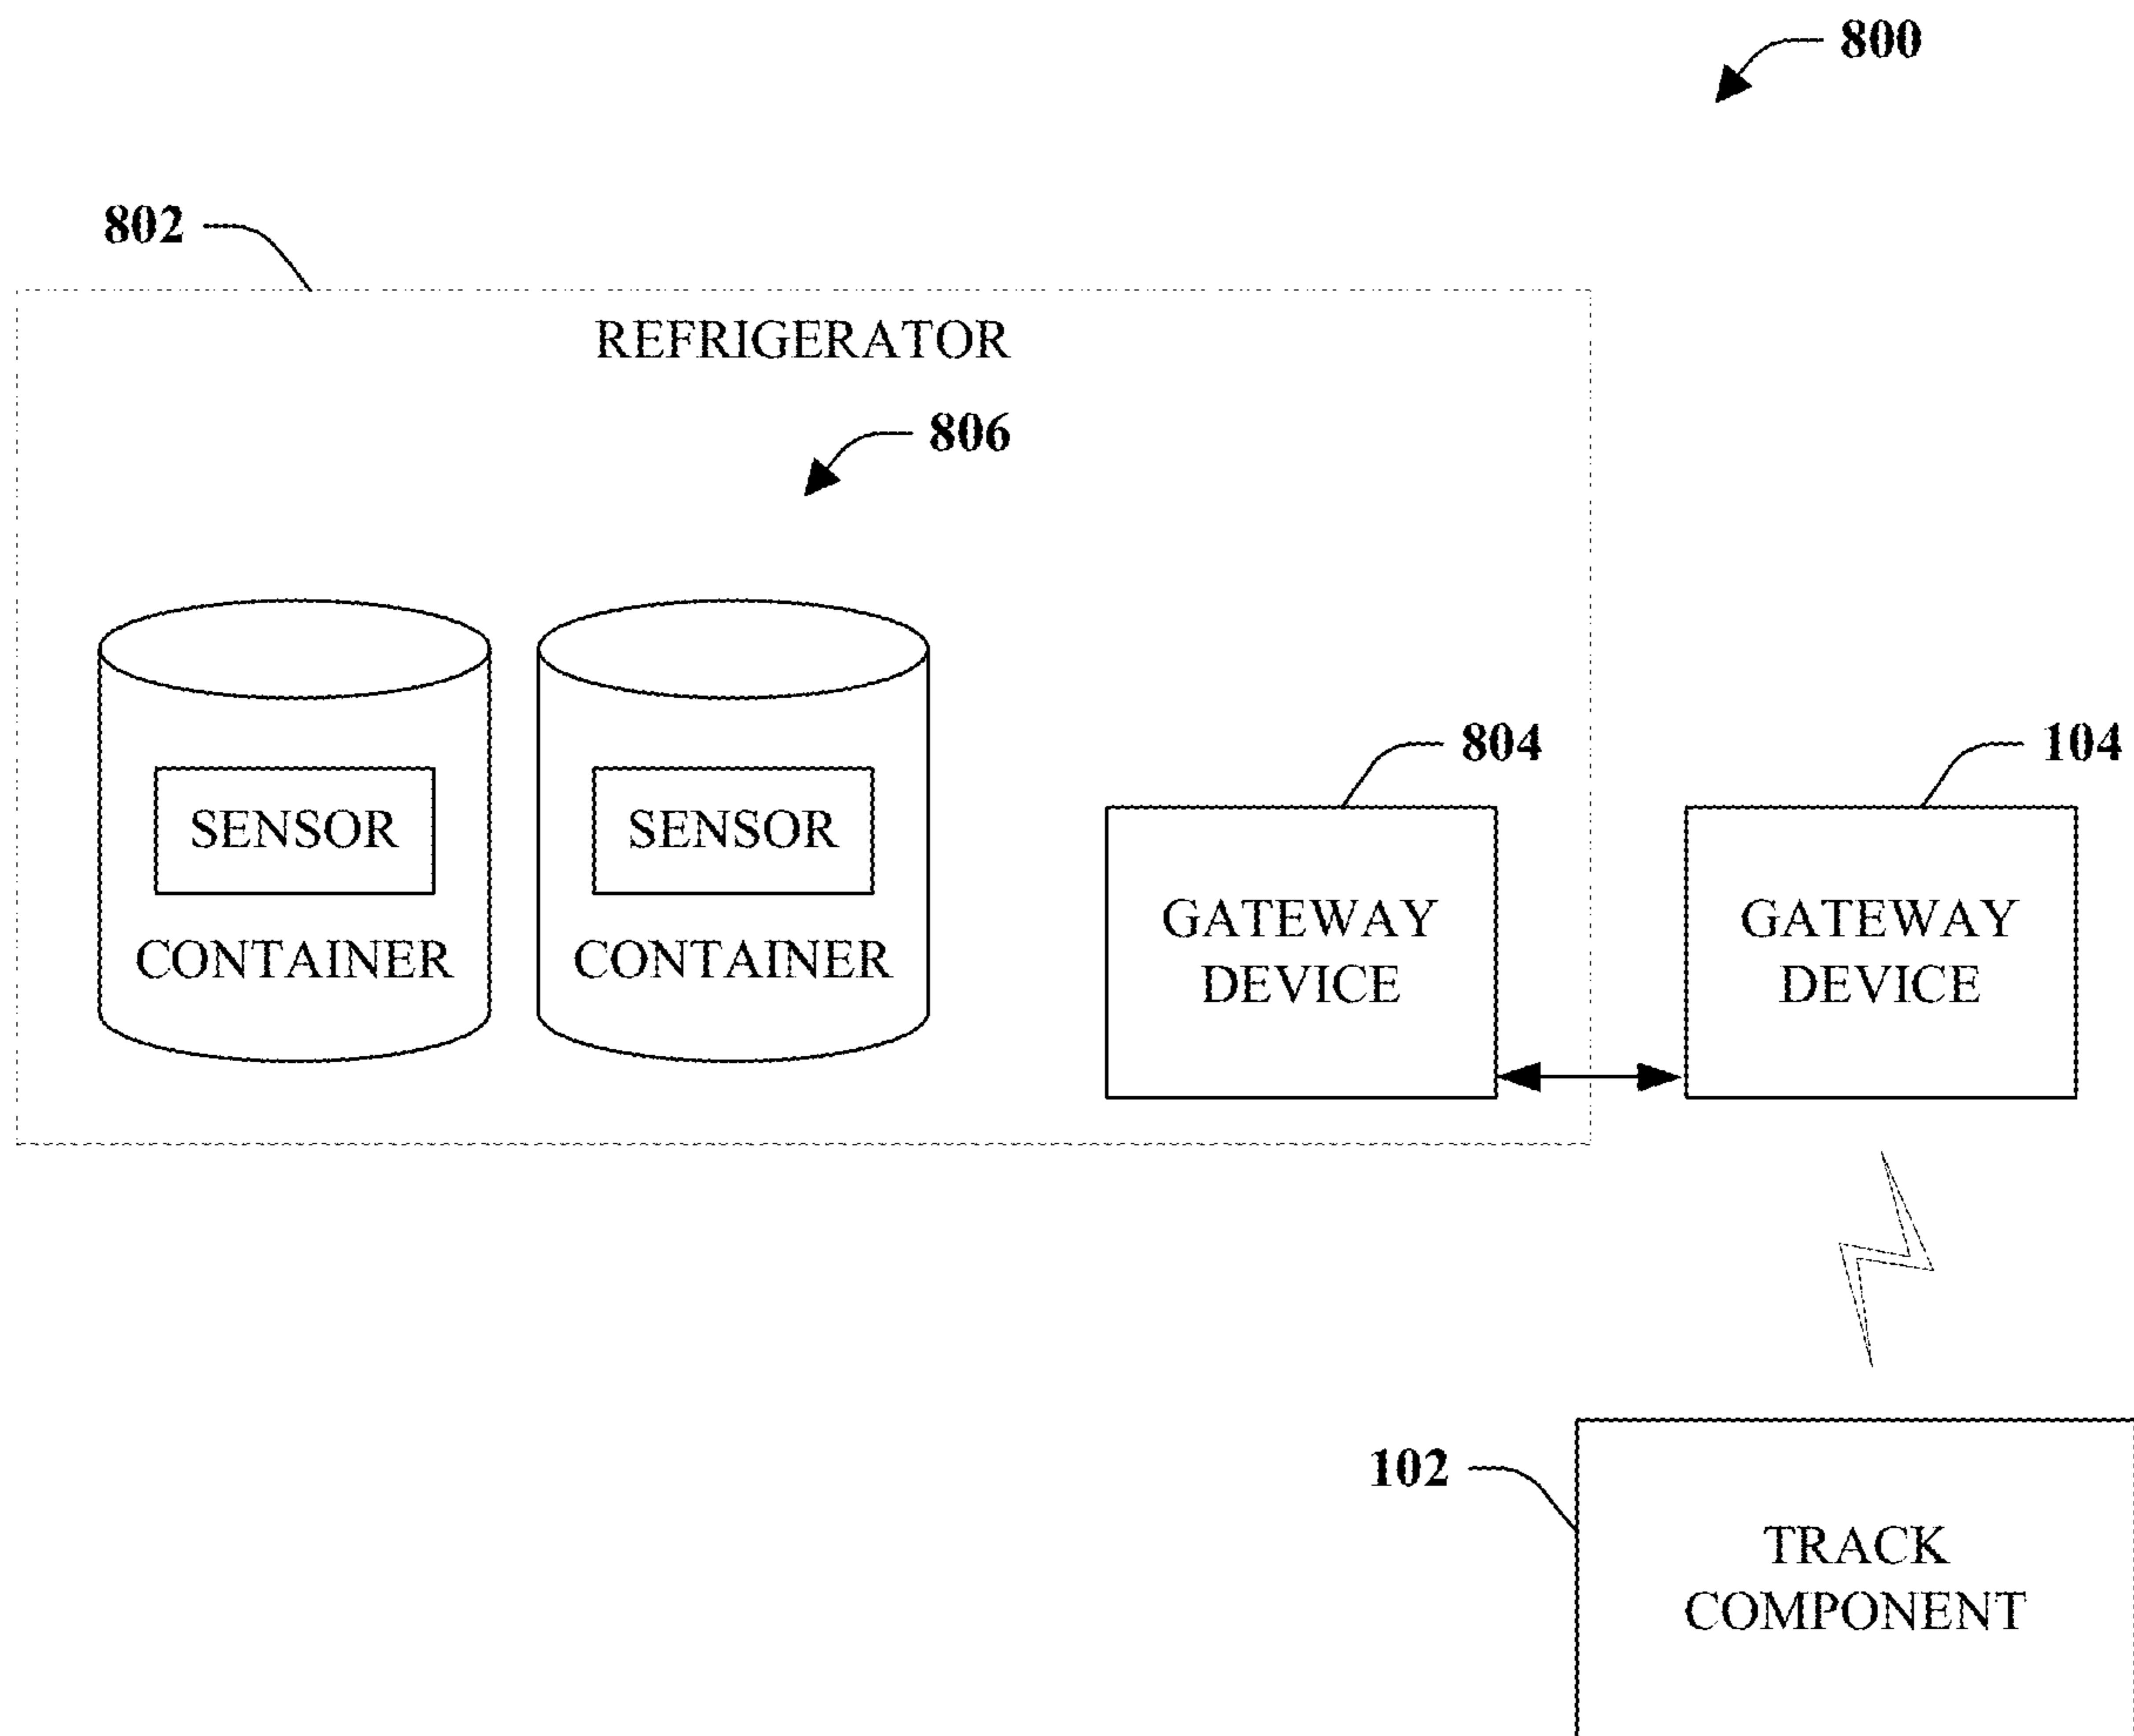 800
802
REFRIGERATOR
806
804
104
SENSOR
SENSOR
CONTAINER
CONTAINER
GATEWAY
DEVICE
GATEWAY
DEVICE
102
TRACK
COMPONENT